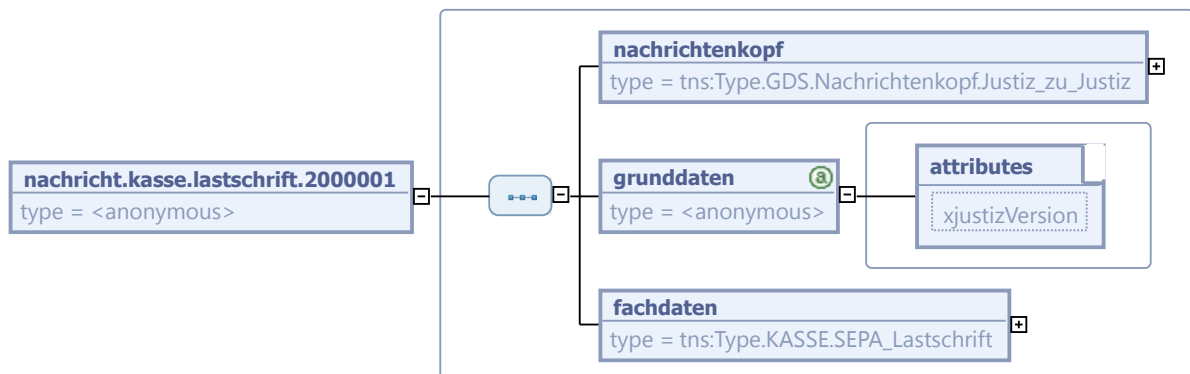 nachrichtenkopf
type = tns:Type.GDS.Nachrichtenkopf.Justiz_zu_Justiz
nachricht.kasse.lastschrift.2000001
type = <anonymous>
grunddaten
type = <anonymous>
attributes
xjustizVersion
fachdaten
type = tns:Type.KASSE.SEPA_Lastschrift